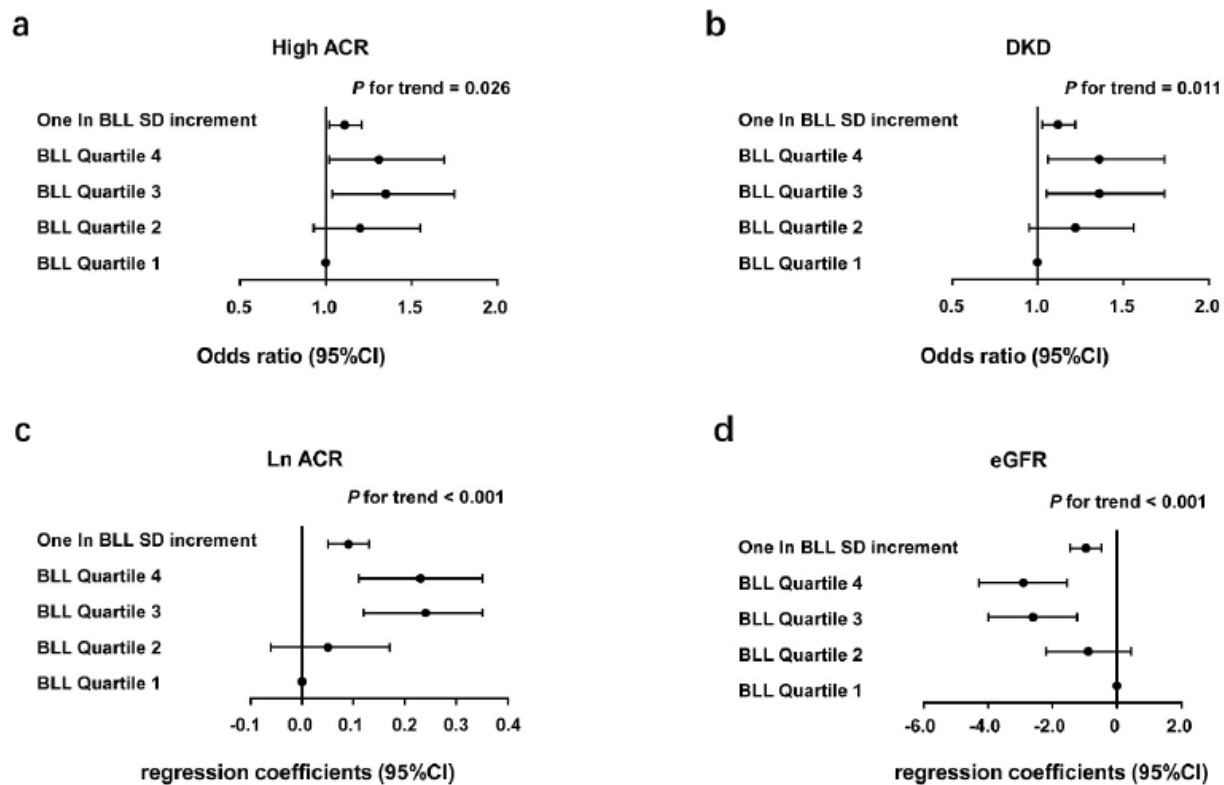 a
High ACR
P for trend = 0.026
One ln BLL SD increment
BLL Quartile 4
BLL Quartile 3
BLL Quartile 2
BLL Quartile 1
0.5 1.0 1.5 2.0
Odds ratio (95%CI)
b
DKD
P for trend = 0.011
One ln BLL SD increment
BLL Quartile 4
BLL Quartile 3
BLL Quartile 2
BLL Quartile 1
0.5 1.0 1.5 2.0
Odds ratio (95%CI)
c
Ln ACR
P for trend < 0.001
One ln BLL SD increment
BLL Quartile 4
BLL Quartile 3
BLL Quartile 2
BLL Quartile 1
-0.1 0.0 0.1 0.2 0.3 0.4
regression coefficients (95%CI)
d
eGFR
P for trend < 0.001
One ln BLL SD increment
BLL Quartile 4
BLL Quartile 3
BLL Quartile 2
BLL Quartile 1
-6.0 -4.0 -2.0 0 2.0
regression coefficients (95%CI)